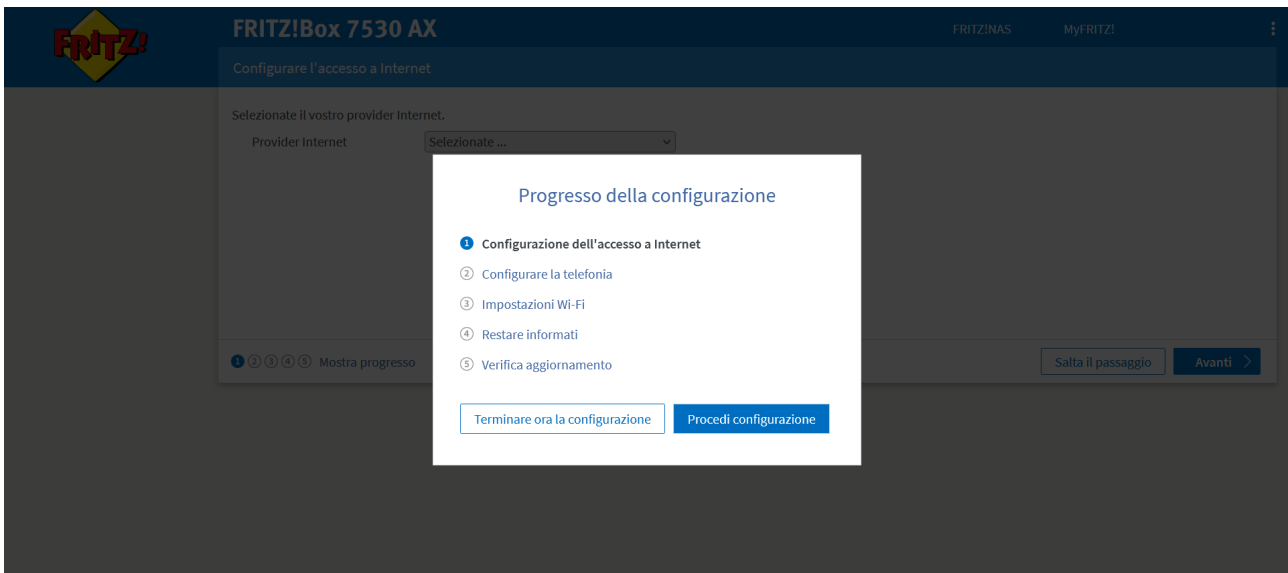 FRITZ!
FRITZ!Box 7530 AX
FRITZ!NAS
MyFRITZ!
Configurare l'accesso a Internet
Selezionate il vostro provider Internet.
Provider Internet
Selezionate ...
Progresso della configurazione
1 Configurazione dell'accesso a Internet
2 Configurare la telefonia
3 Impostazioni Wi-Fi
4 Restare informati
5 Verifica aggiornamento
Terminare ora la configurazione
Procedi configurazione
1 2 3 4 5 Mostra progresso
Salta il passaggio
Avanti